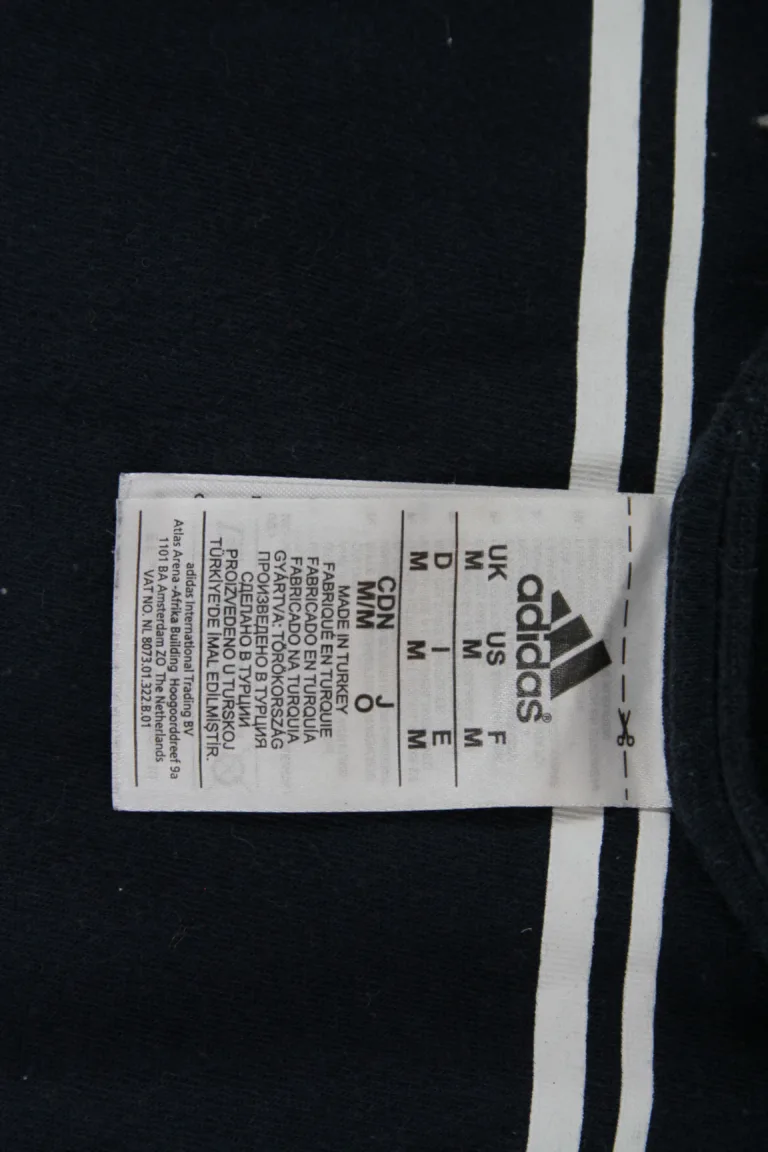 adidas®
UK US F
M M M
D I E
M M M
CDN J
M/M O
MADE IN TURKEY
FABRIQUÉ EN TURQUIE
FABRICADO EN TURQUÍA
FABRICADO NA TURQUIA
GYÁRTVA: TÖRÖKORSZÁG
ПРОИЗВЕДЕНО В ТУРЦИЯ
СДЕЛАНО В ТУРЦИИ
PROIZVEDENO U TURSKOJ
TÜRKİYE'DE İMAL EDİLMİŞTİR.
adidas International Trading BV
Atlas Arena -Afrika Building Hoogoorddreef 9a
1101 BA Amsterdam ZO The Netherlands
VAT NO. NL 8073.01.322.B.01